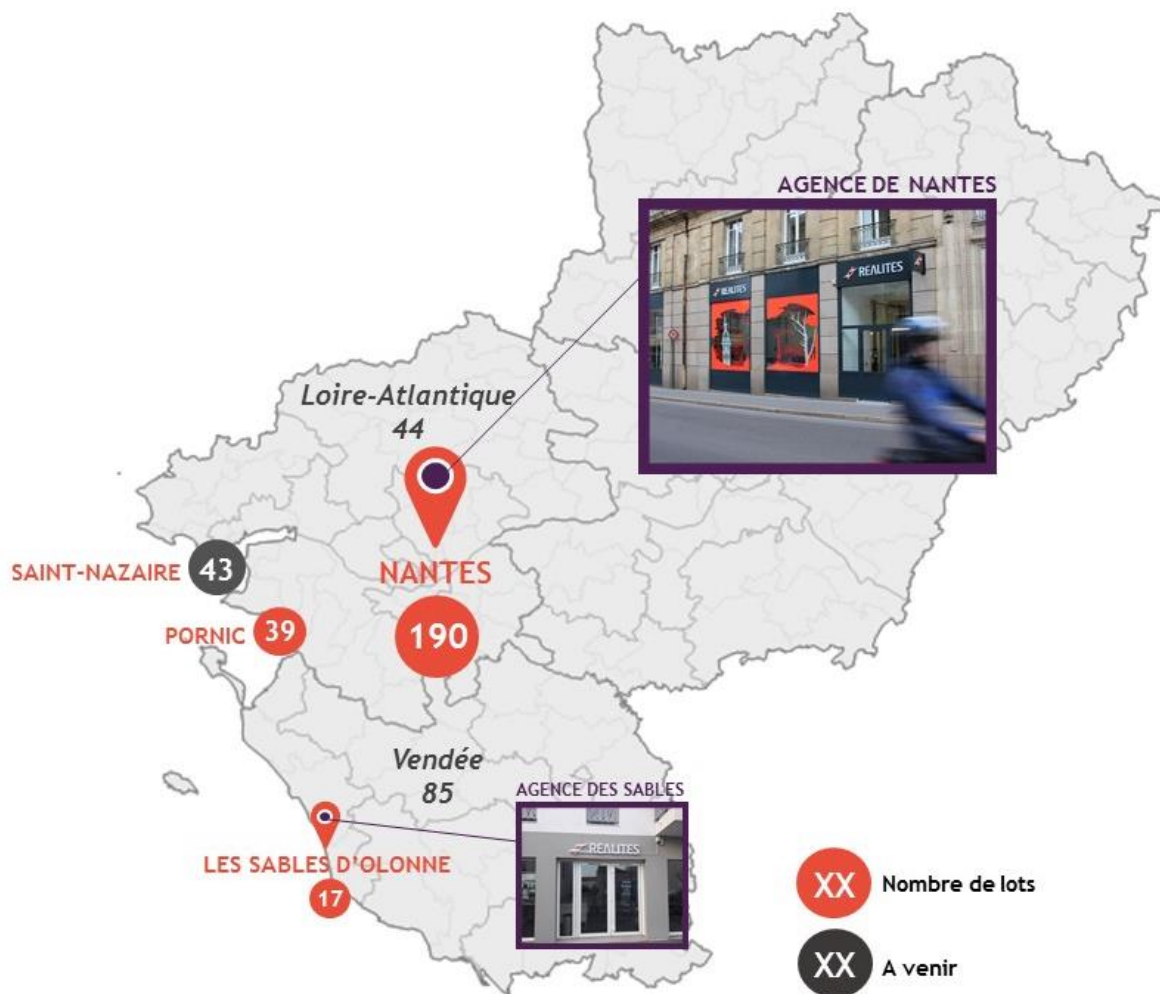 AGENCE DE NANTES
REALITES
REALITES
Loire-Atlantique
44
SAINT-NAZAIRE 43
NANTES
PORNIC 39
190
Vendée
85
AGENCE DES SABLES
REALITES
LES SABLES D'OLONNE
17
XX Nombre de lots
XX A venir